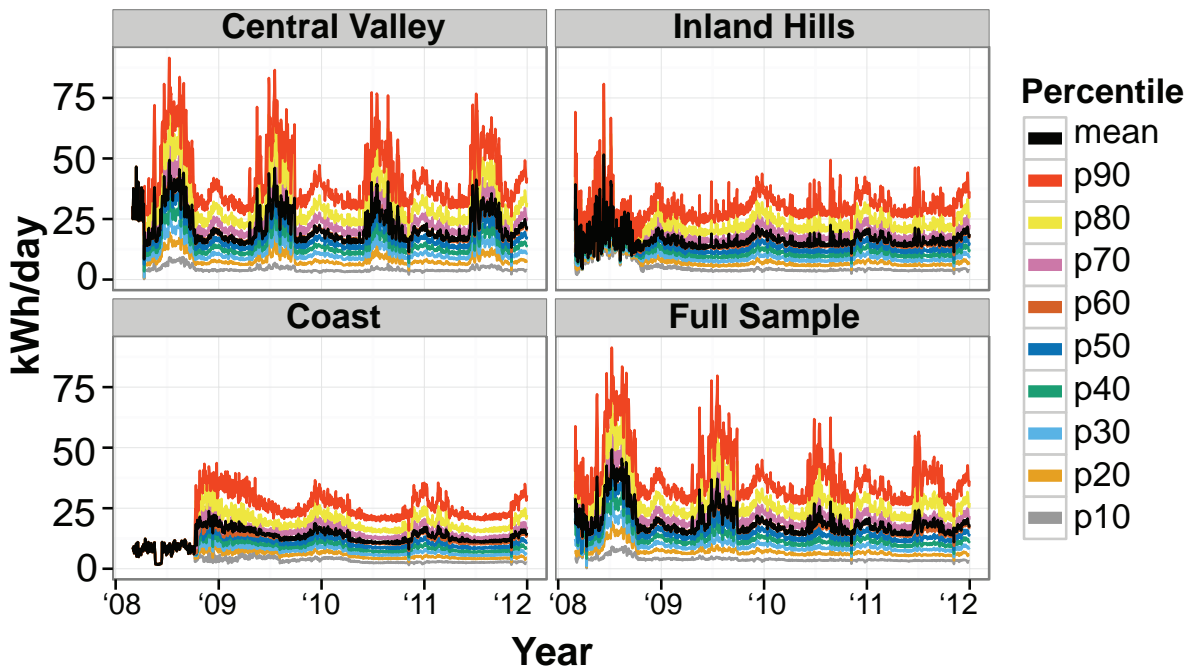 Central Valley
Inland Hills
75
50
25
0
kWh/day
Coast
Full Sample
75
50
25
0
‘08
‘09
‘10
‘11
‘12
‘08
‘09
‘10
‘11
‘12
Year
Percentile
mean
p90
p80
p70
p60
p50
p40
p30
p20
p10